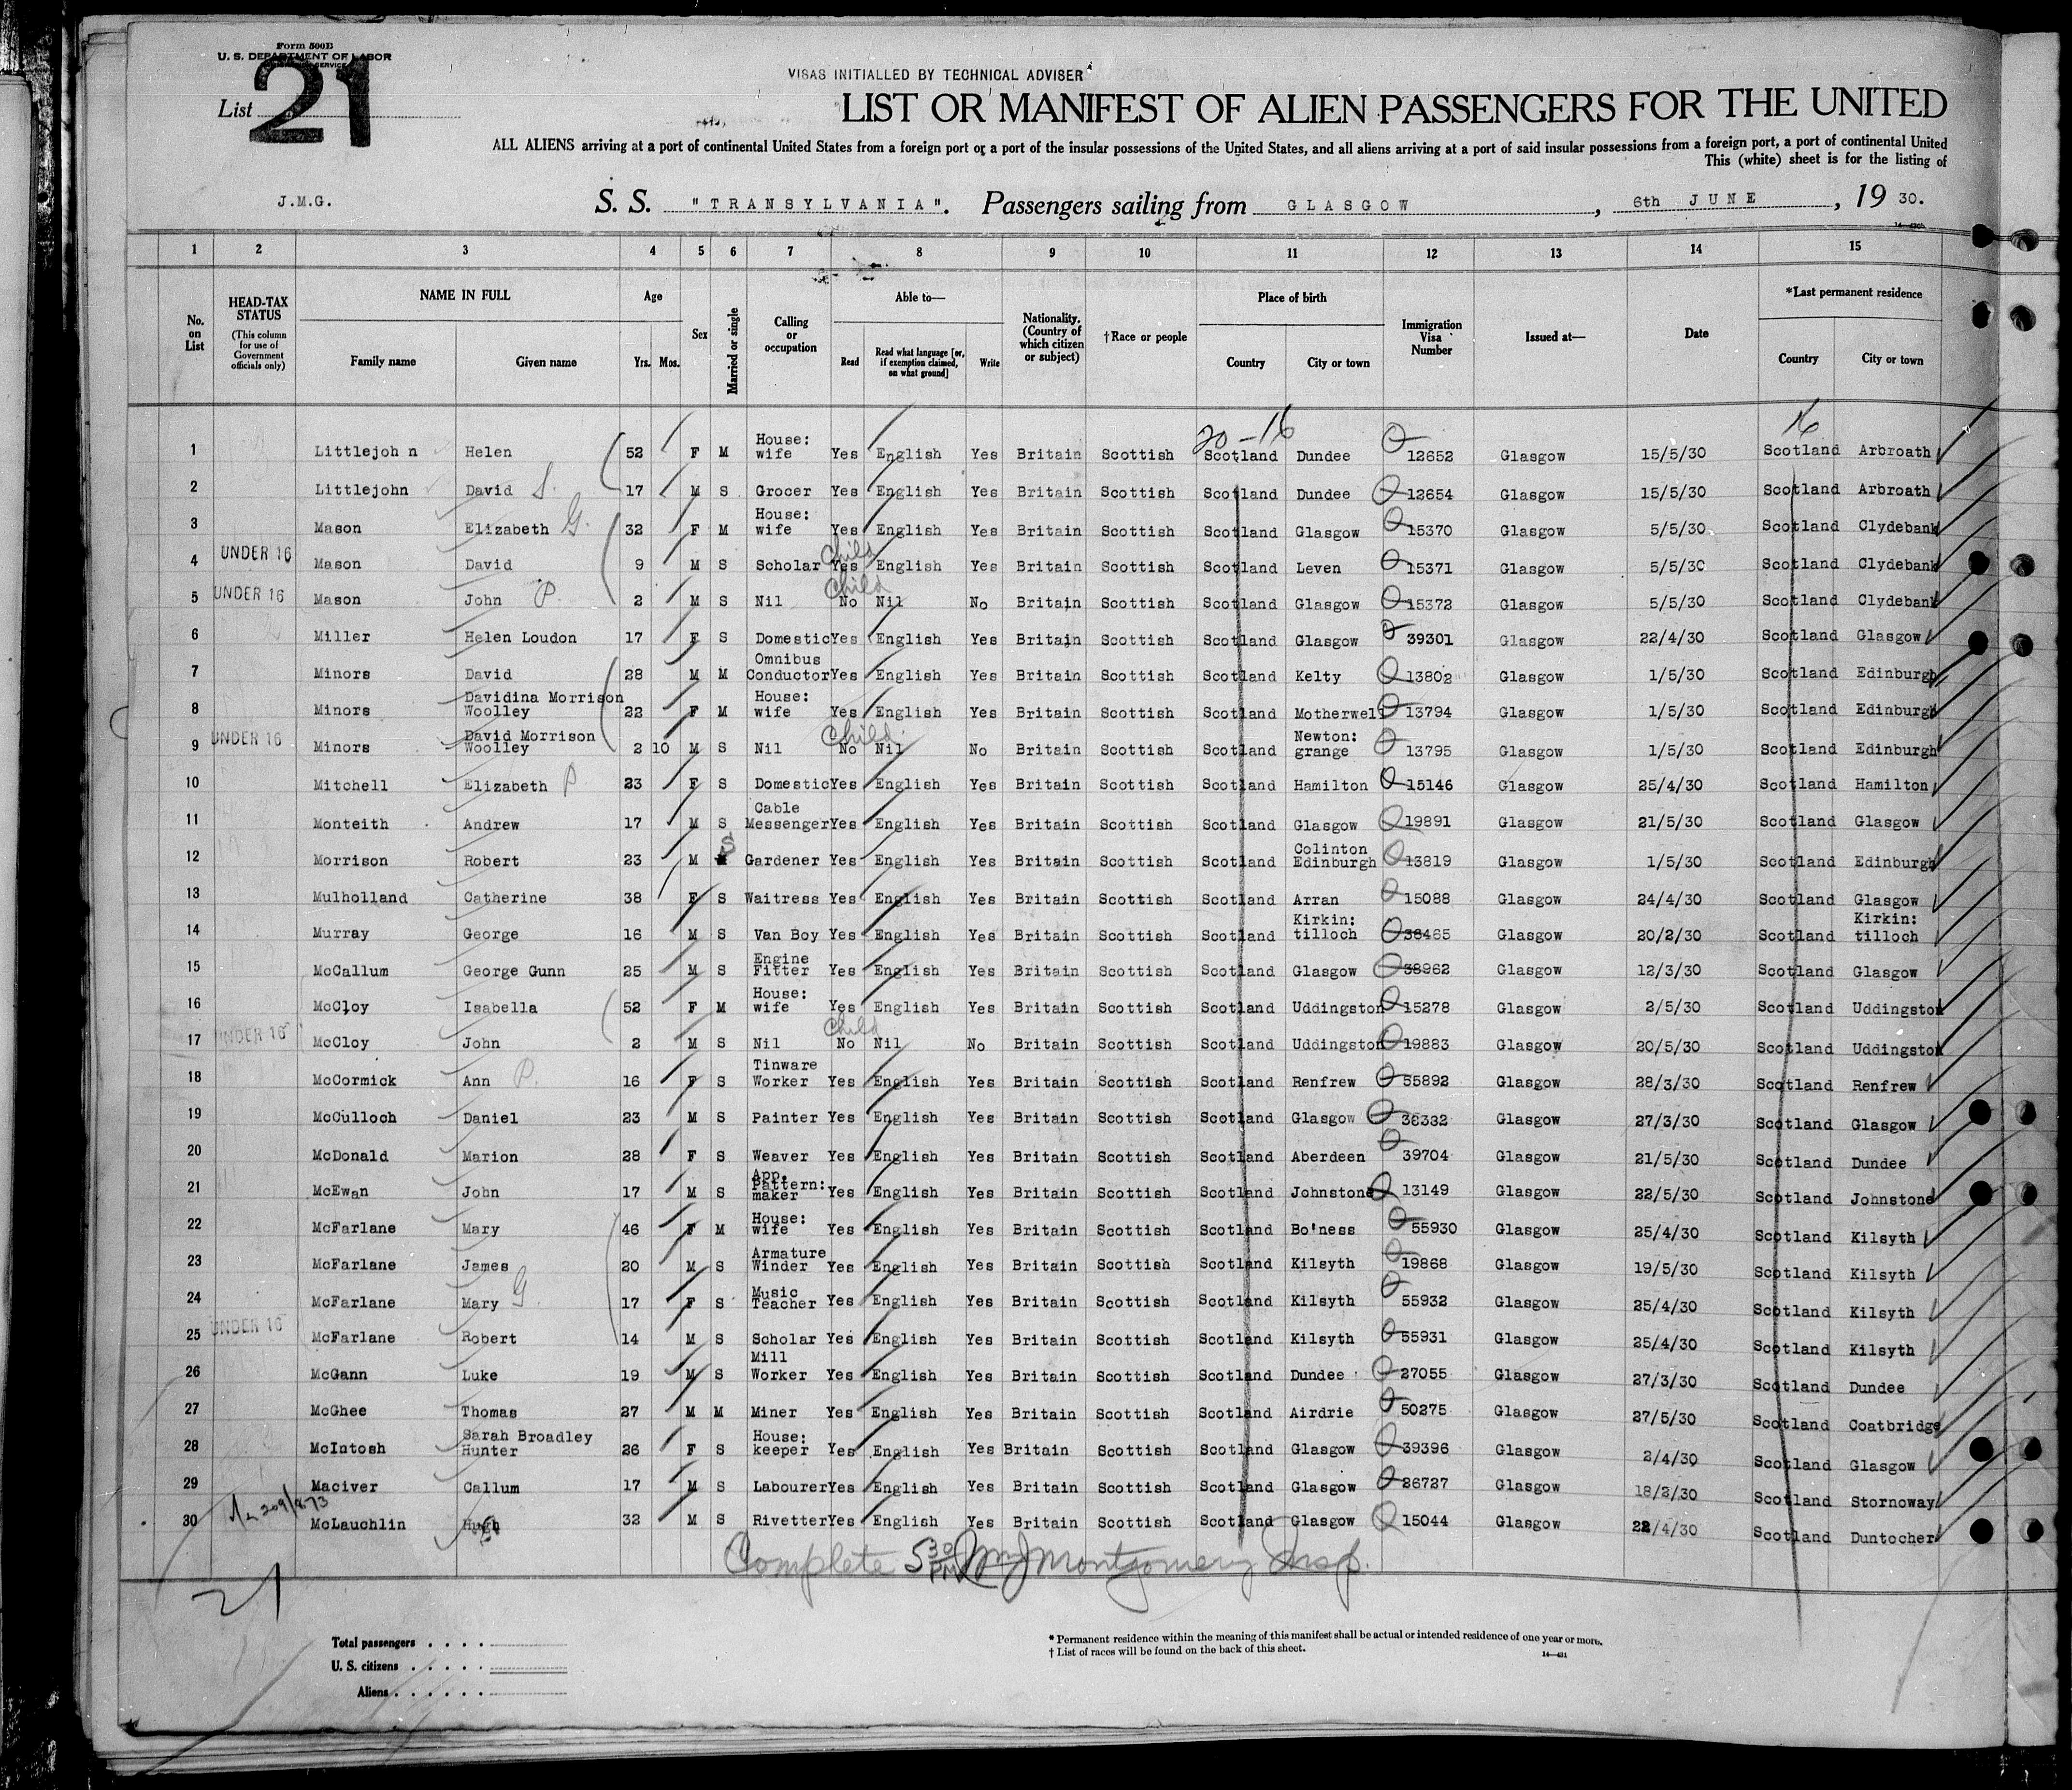 Form 500B
U. S. DEPARTMENT OF LABOR
List 21
VISAS INITIALLED BY TECHNICAL ADVISER
LIST OR MANIFEST OF ALIEN PASSENGERS FOR THE UNITED
ALL ALIENS arriving at a port of continental United States from a foreign port or a port of the insular possessions of the United States, and all aliens arriving at a port of said insular possessions from a foreign port, a port of continental United
This (white) sheet is for the listing of
J.M.G. S. S. "TRANSYLVANIA". Passengers sailing from GLASGOW, 6th JUNE, 19 30.
1 2 3 4 5 6 7 8 9 10 11 12 13 14 15
No. on List HEAD-TAX STATUS (This column for use of Government officials only) NAME IN FULL Family name Given name Age Yrs. Mos. Sex Married or single Calling or occupation Able to— Read Read what language [or, if exemption claimed, on what ground] Write Nationality. (Country of which citizen or subject) †Race or people Place of birth Country City or town Immigration Visa Number Issued at— Date *Last permanent residence Country City or town
20-16 16
1 Littlejohn Helen 52 F M House: wife Yes English Yes Britain Scottish Scotland Dundee 12652 Glasgow 15/5/30 Scotland Arbroath
2 Littlejohn David S. 17 M S Grocer Yes English Yes Britain Scottish Scotland Dundee 12654 Glasgow 15/5/30 Scotland Arbroath
3 Mason Elizabeth G. 32 F M House: wife Yes English Yes Britain Scottish Scotland Glasgow 15370 Glasgow 5/5/30 Scotland Clydebank
4 UNDER 16 Mason David 9 M S Scholar Child Yes English Yes Britain Scottish Scotland Leven 15371 Glasgow 5/5/30 Scotland Clydebank
5 UNDER 16 Mason John P. 2 M S Nil Child No Nil No Britain Scottish Scotland Glasgow 15372 Glasgow 5/5/30 Scotland Clydebank
6 Miller Helen Loudon 17 F S Domestic Yes English Yes Britain Scottish Scotland Glasgow 39301 Glasgow 22/4/30 Scotland Glasgow
7 Minors David 28 M M Omnibus Conductor Yes English Yes Britain Scottish Scotland Kelty 13802 Glasgow 1/5/30 Scotland Edinburgh
8 Minors Davidina Morrison Woolley 22 F M House: wife Yes English Yes Britain Scottish Scotland Motherwell 13794 Glasgow 1/5/30 Scotland Edinburgh
9 UNDER 16 Minors David Morrison Woolley 2 10 M S Nil Child No Nil No Britain Scottish Scotland Newton: grange 13795 Glasgow 1/5/30 Scotland Edinburgh
10 Mitchell Elizabeth P 23 F S Domestic Yes English Yes Britain Scottish Scotland Hamilton 15146 Glasgow 25/4/30 Scotland Hamilton
11 Monteith Andrew 17 M S Cable Messenger Yes English Yes Britain Scottish Scotland Glasgow 19891 Glasgow 21/5/30 Scotland Glasgow
12 Morrison Robert 23 M S Gardener Yes English Yes Britain Scottish Scotland Colinton Edinburgh 13819 Glasgow 1/5/30 Scotland Edinburgh
13 Mulholland Catherine 38 F S Waitress Yes English Yes Britain Scottish Scotland Arran 15088 Glasgow 24/4/30 Scotland Glasgow
14 Murray George 16 M S Van Boy Yes English Yes Britain Scottish Scotland Kirkin: tilloch 38465 Glasgow 20/2/30 Scotland Kirkin: tilloch
15 McCallum George Gunn 25 M S Engine Fitter Yes English Yes Britain Scottish Scotland Glasgow 38962 Glasgow 12/3/30 Scotland Glasgow
16 McCloy Isabella 52 F M House: wife Yes English Yes Britain Scottish Scotland Uddingston 15278 Glasgow 2/5/30 Scotland Uddingston
17 UNDER 16 McCloy John 2 M S Nil Child No Nil No Britain Scottish Scotland Uddingston 19883 Glasgow 20/5/30 Scotland Uddingston
18 McCormick Ann P. 16 F S Tinware Worker Yes English Yes Britain Scottish Scotland Renfrew 55892 Glasgow 28/3/30 Scotland Renfrew
19 McCulloch Daniel 23 M S Painter Yes English Yes Britain Scottish Scotland Glasgow 36332 Glasgow 27/3/30 Scotland Glasgow
20 McDonald Marion 28 F S Weaver Yes English Yes Britain Scottish Scotland Aberdeen 39704 Glasgow 21/5/30 Scotland Dundee
21 McEwan John 17 M S App. Pattern: maker Yes English Yes Britain Scottish Scotland Johnstone 13149 Glasgow 22/5/30 Scotland Johnstone
22 McFarlane Mary 46 F M House: wife Yes English Yes Britain Scottish Scotland Bo'ness 55930 Glasgow 25/4/30 Scotland Kilsyth
23 McFarlane James 20 M S Armature Winder Yes English Yes Britain Scottish Scotland Kilsyth 19868 Glasgow 19/5/30 Scotland Kilsyth
24 McFarlane Mary G 17 F S Music Teacher Yes English Yes Britain Scottish Scotland Kilsyth 55932 Glasgow 25/4/30 Scotland Kilsyth
25 UNDER 16 McFarlane Robert 14 M S Scholar Yes English Yes Britain Scottish Scotland Kilsyth 55931 Glasgow 25/4/30 Scotland Kilsyth
26 McGann Luke 19 M S Mill Worker Yes English Yes Britain Scottish Scotland Dundee 27055 Glasgow 27/3/30 Scotland Dundee
27 McGhee Thomas 27 M M Miner Yes English Yes Britain Scottish Scotland Airdrie 50275 Glasgow 27/5/30 Scotland Coatbridge
28 McIntosh Sarah Broadley Hunter 26 F S House: keeper Yes English Yes Britain Scottish Scotland Glasgow 39396 Glasgow 2/4/30 Scotland Glasgow
29 Maciver Callum 17 M S Labourer Yes English Yes Britain Scottish Scotland Glasgow 26727 Glasgow 18/2/30 Scotland Stornoway
30 McLauchlin Hugh 32 M S Rivetter Yes English Yes Britain Scottish Scotland Glasgow 15044 Glasgow 22/4/30 Scotland Duntocher
Complete 5 30 PM Wm J Montgomery Insp.
21
Total passengers
U. S. citizens
Aliens
* Permanent residence within the meaning of this manifest shall be actual or intended residence of one year or more.
† List of races will be found on the back of this sheet.
14—431